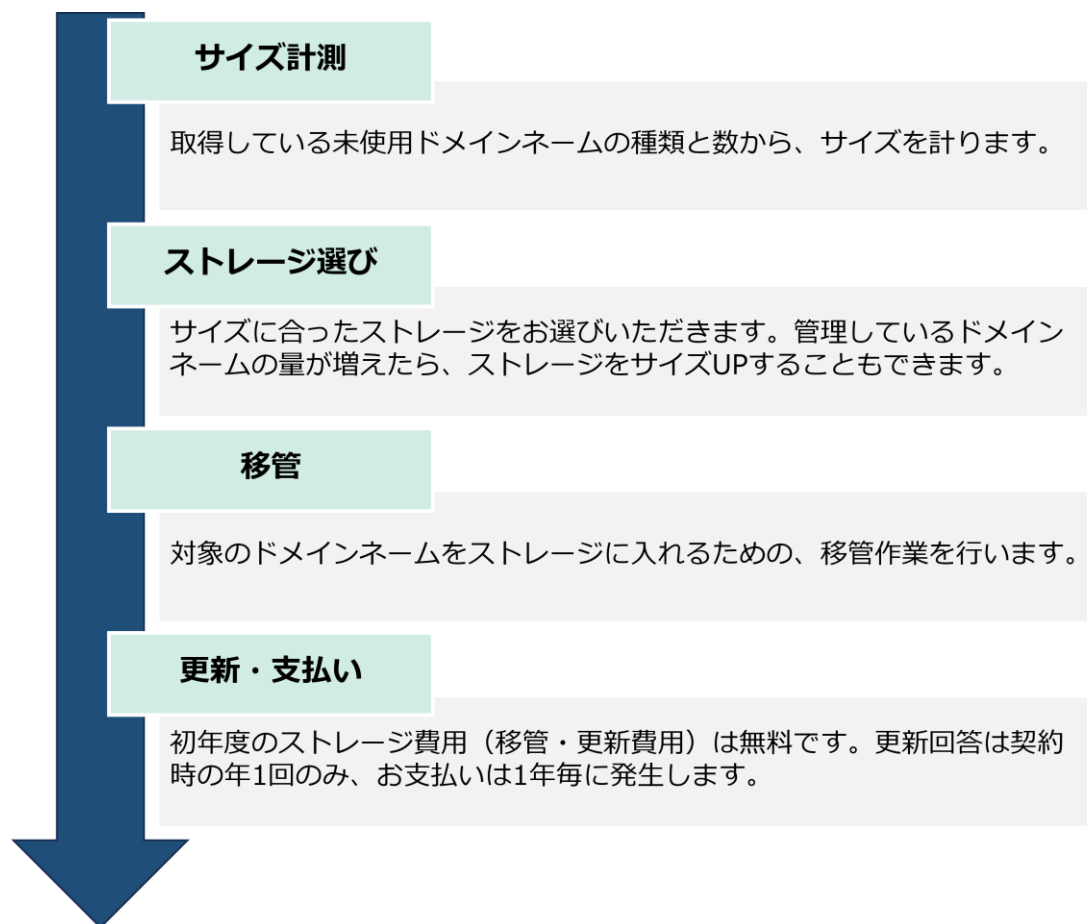 サイズ計測
取得している未使用ドメインネームの種類と数から、サイズを計ります。
ストレージ選び
サイズに合ったストレージをお選びいただきます。管理しているドメイン
ネームの量が増えたら、ストレージをサイズUPすることもできます。
移管
対象のドメインネームをストレージに入れるための、移管作業を行います。
更新・支払い
初年度のストレージ費用（移管・更新費用）は無料です。更新回答は契約
時の年1回のみ、お支払いは1年毎に発生します。